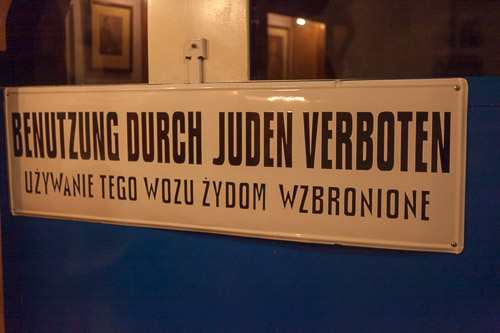 BENUTZUNG DURCH JUDEN VERBOTEN
UŻYWANIE TEGO WOZU ŻYDOM WZBRONIONE